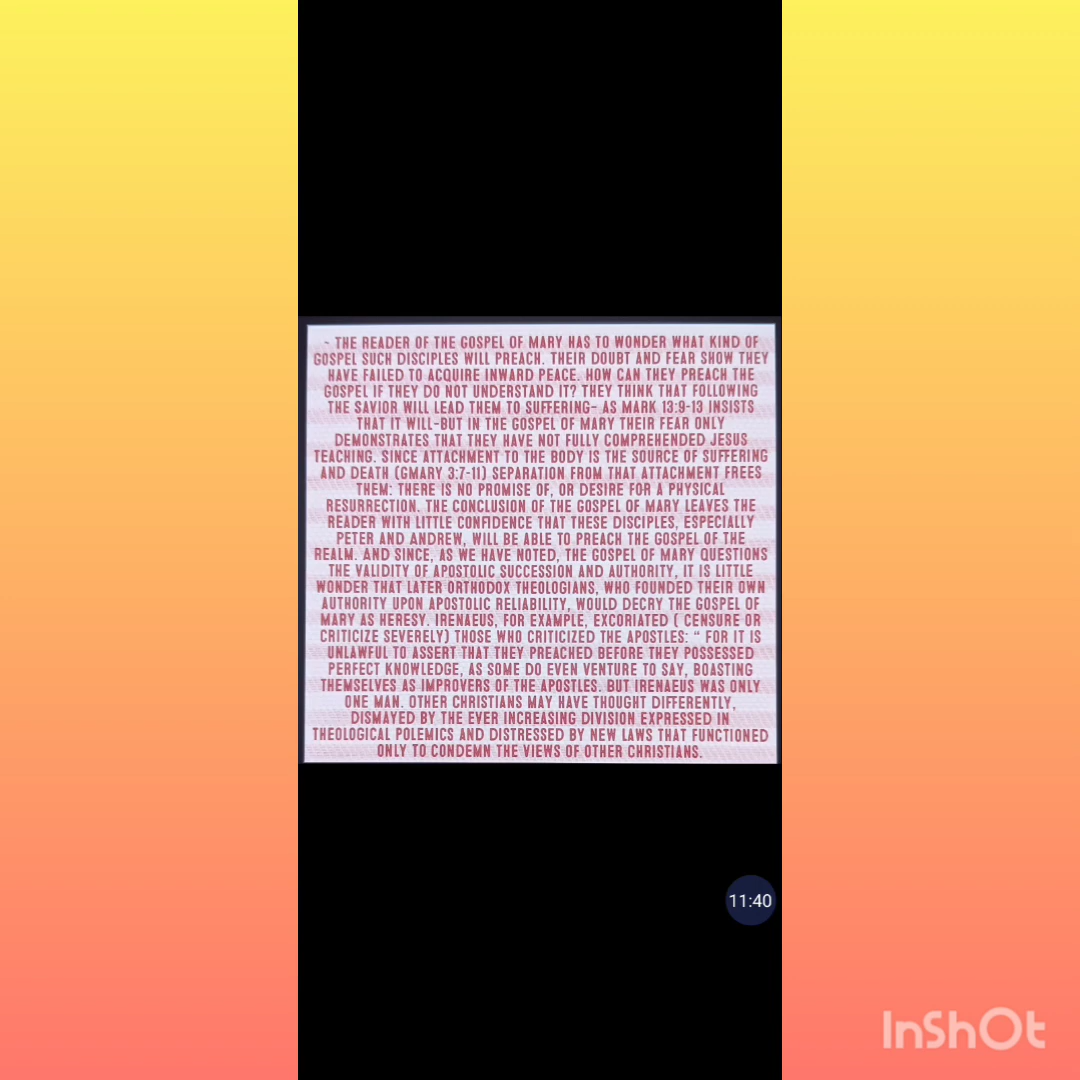 - THE READER OF THE GOSPEL OF MARY HAS TO WONDER WHAT KIND OF
GOSPEL SUCH DISCIPLES WILL PREACH. THEIR DOUBT AND FEAR SHOW THEY
HAVE FAILED TO ACQUIRE INWARD PEACE. HOW CAN THEY PREACH THE
GOSPEL IF THEY DO NOT UNDERSTAND IT? THEY THINK THAT FOLLOWING
THE SAVIOR WILL LEAD THEM TO SUFFERING- AS MARK 13:9-13 INSISTS
THAT IT WILL-BUT IN THE GOSPEL OF MARY THEIR FEAR ONLY
DEMONSTRATES THAT THEY HAVE NOT FULLY COMPREHENDED JESUS
TEACHING. SINCE ATTACHMENT TO THE BODY IS THE SOURCE OF SUFFERING
AND DEATH (GMARY 3:7-11) SEPARATION FROM THAT ATTACHMENT FREES
THEM: THERE IS NO PROMISE OF, OR DESIRE FOR A PHYSICAL
RESURRECTION. THE CONCLUSION OF THE GOSPEL OF MARY LEAVES THE
READER WITH LITTLE CONFIDENCE THAT THESE DISCIPLES, ESPECIALLY
PETER AND ANDREW, WILL BE ABLE TO PREACH THE GOSPEL OF THE
REALM. AND SINCE, AS WE HAVE NOTED, THE GOSPEL OF MARY QUESTIONS
THE VALIDITY OF APOSTOLIC SUCCESSION AND AUTHORITY, IT IS LITTLE
WONDER THAT LATER ORTHODOX THEOLOGIANS, WHO FOUNDED THEIR OWN
AUTHORITY UPON APOSTOLIC RELIABILITY, WOULD DECRY THE GOSPEL OF
MARY AS HERESY. IRENAEUS, FOR EXAMPLE, EXCORIATED ( CENSURE OR
CRITICIZE SEVERELY) THOSE WHO CRITICIZED THE APOSTLES: “ FOR IT IS
UNLAWFUL TO ASSERT THAT THEY PREACHED BEFORE THEY POSSESSED
PERFECT KNOWLEDGE, AS SOME DO EVEN VENTURE TO SAY, BOASTING
THEMSELVES AS IMPROVERS OF THE APOSTLES. BUT IRENAEUS WAS ONLY
ONE MAN. OTHER CHRISTIANS MAY HAVE THOUGHT DIFFERENTLY,
DISMAYED BY THE EVER INCREASING DIVISION EXPRESSED IN
THEOLOGICAL POLEMICS AND DISTRESSED BY NEW LAWS THAT FUNCTIONED
ONLY TO CONDEMN THE VIEWS OF OTHER CHRISTIANS.
11:40
InShOt